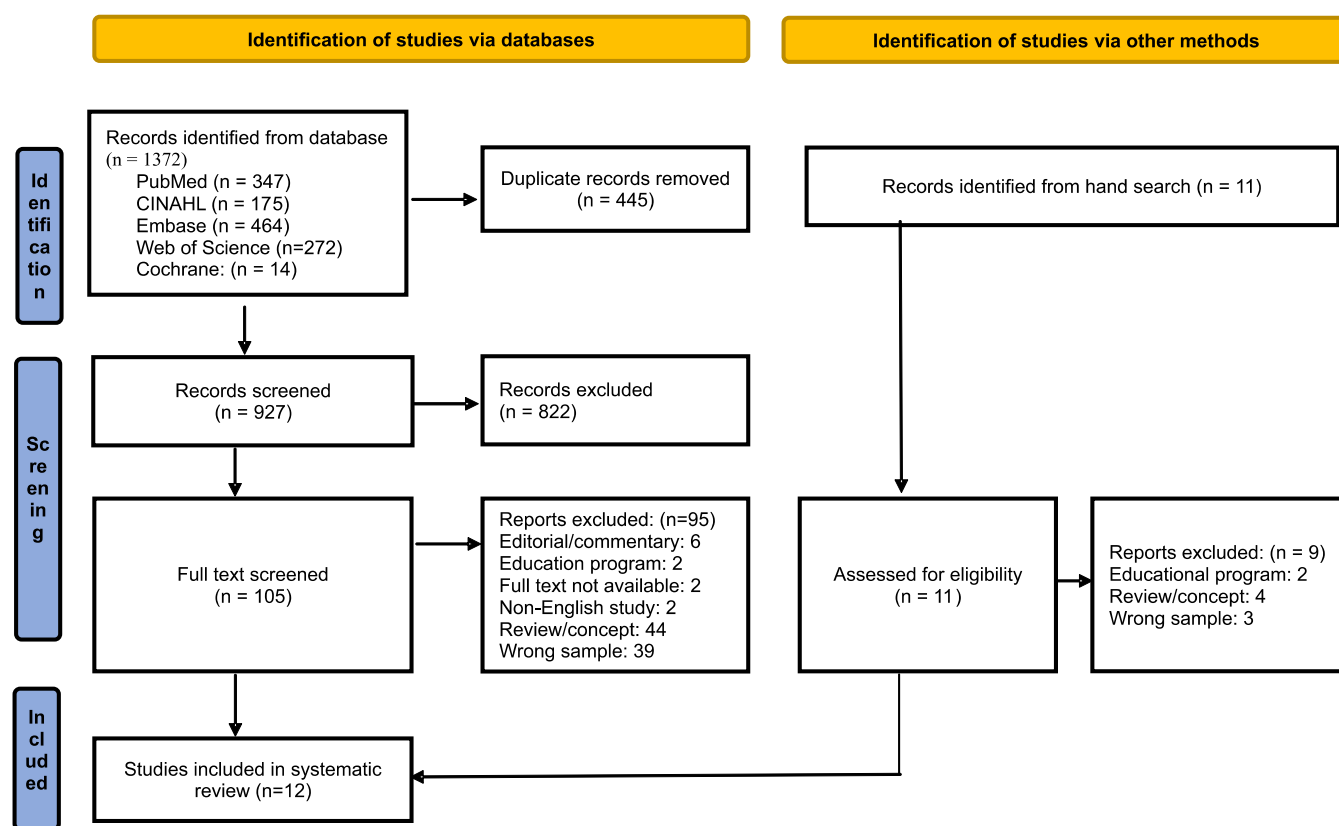 Identification of studies via databases
Identification of studies via other methods
Id
en
tifi
ca
tio
n
Records identified from database
(n = 1372)
PubMed (n = 347)
CINAHL (n = 175)
Embase (n = 464)
Web of Science (n=272)
Cochrane: (n = 14)
Duplicate records removed
(n = 445)
Records identified from hand search (n = 11)
Sc
re
en
in
g
Records screened
(n = 927)
Records excluded
(n = 822)
Full text screened
(n = 105)
Reports excluded: (n=95)
Editorial/commentary: 6
Education program: 2
Full text not available: 2
Non-English study: 2
Review/concept: 44
Wrong sample: 39
Assessed for eligibility
(n = 11)
Reports excluded: (n = 9)
Educational program: 2
Review/concept: 4
Wrong sample: 3
In
cl
ud
ed
Studies included in systematic
review (n=12)